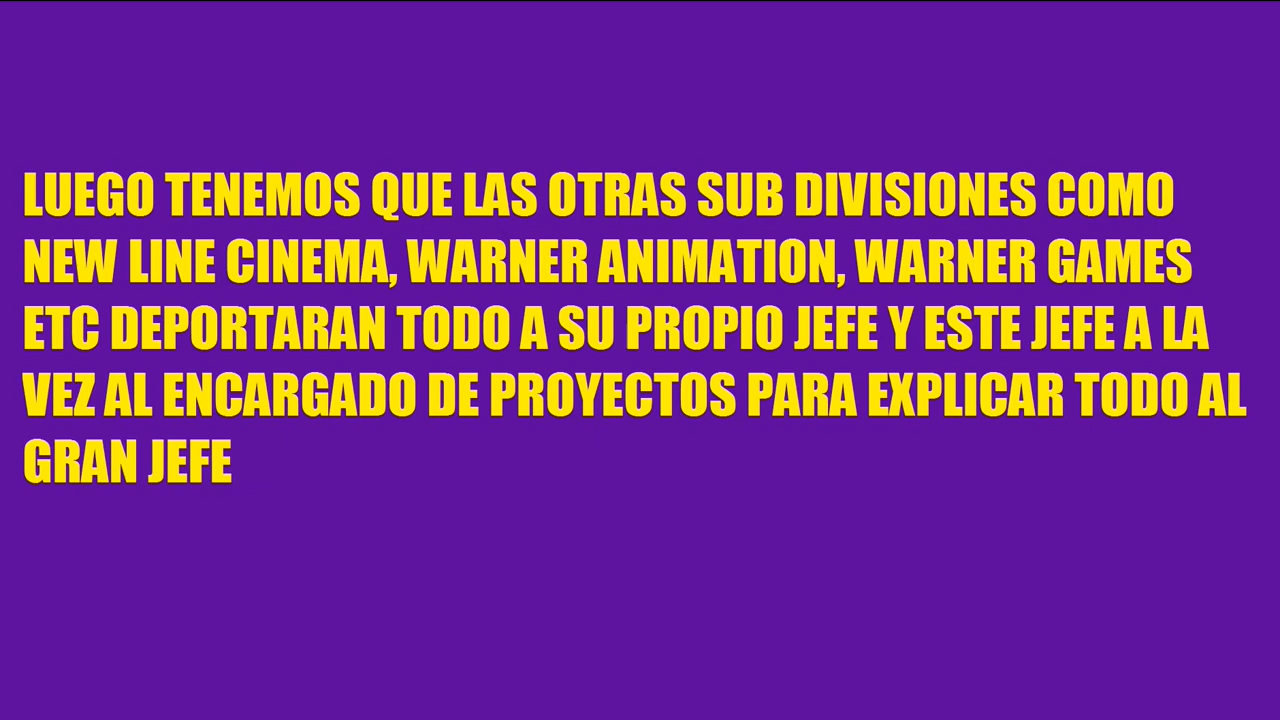 LUEGO TENEMOS QUE LAS OTRAS SUB DIVISIONES COMO
NEW LINE CINEMA, WARNER ANIMATION, WARNER GAMES
ETC DEPORTARAN TODO A SU PROPIO JEFE Y ESTE JEFE A LA
VEZ AL ENCARGADO DE PROYECTOS PARA EXPLICAR TODO AL
GRAN JEFE